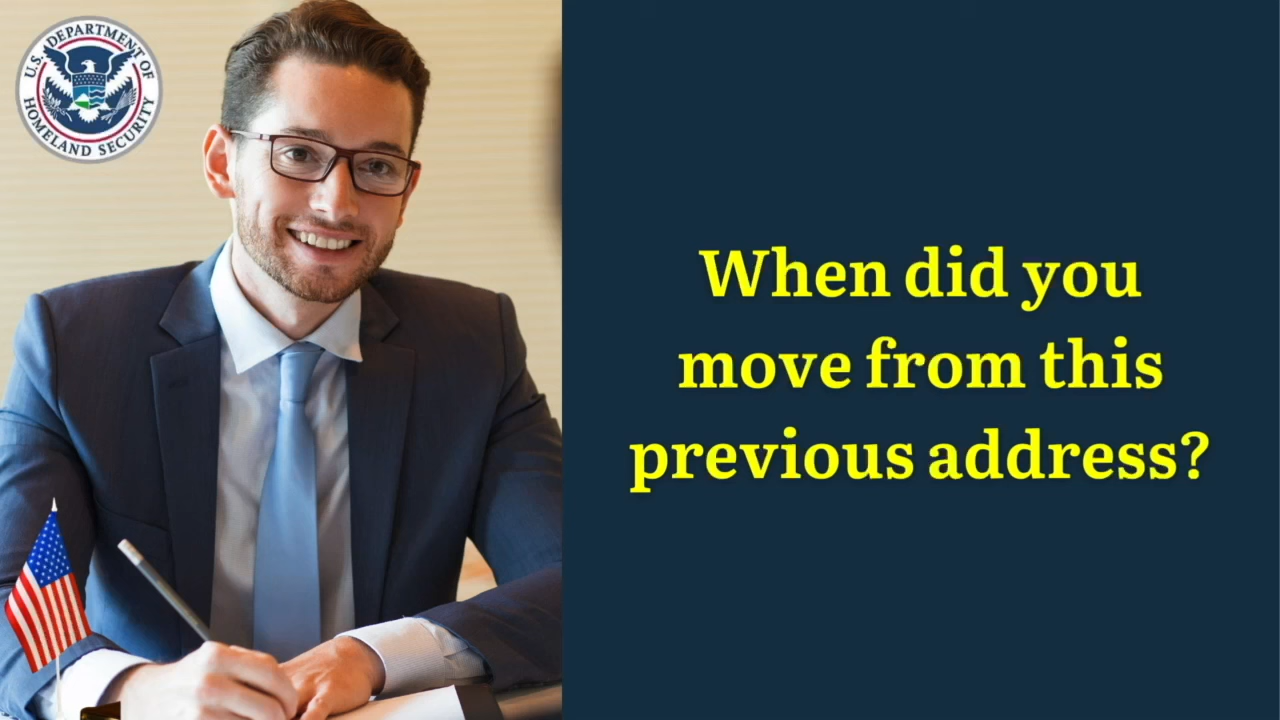 U.S. DEPARTMENT OF
HOMELAND SECURITY
When did you
move from this
previous address?